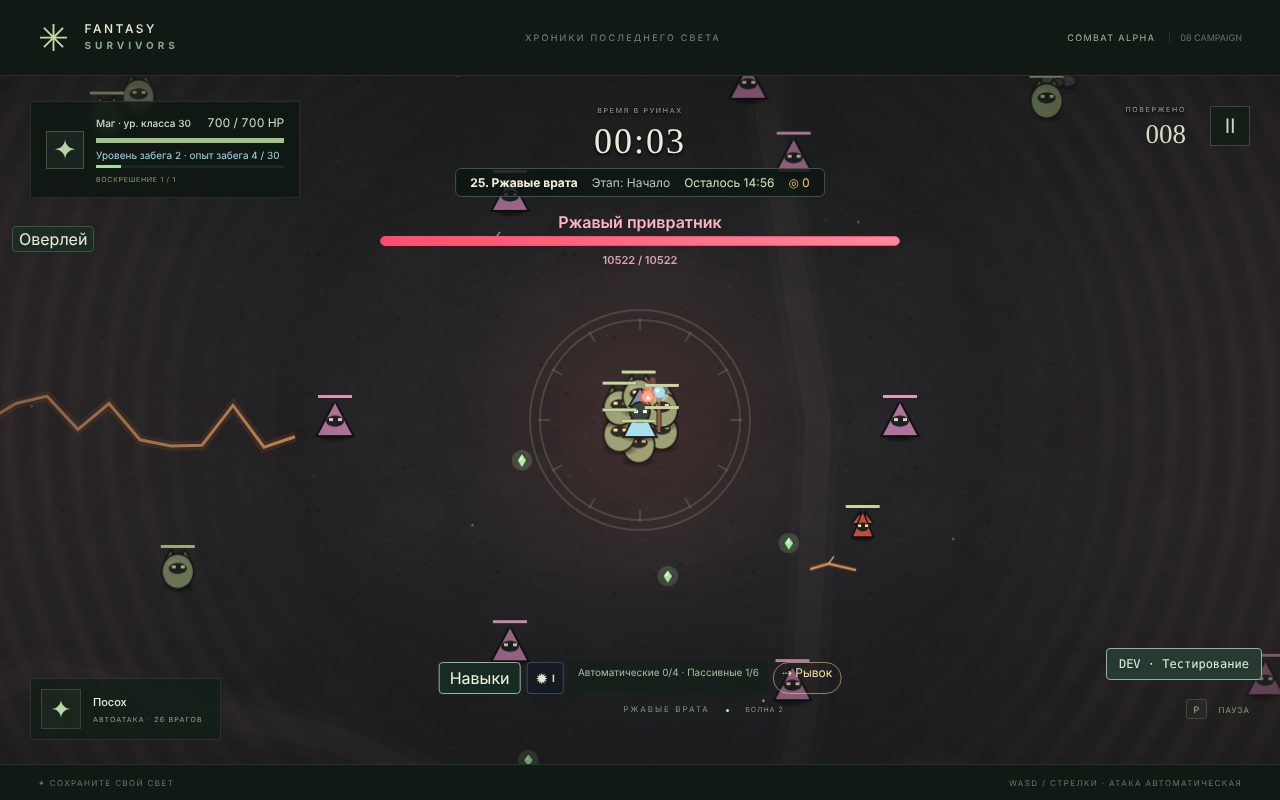 FANTASY
SURVIVORS
ХРОНИКИ ПОСЛЕДНЕГО СВЕТА
COMBAT ALPHA
08 CAMPAIGN
Маг · ур. класса 30
700 / 700 HP
Уровень забега 2 · опыт забега 4 / 30
ВОСКРЕШЕНИЕ 1 / 1
ВРЕМЯ В РУИНАХ
00:03
25. Ржавые врата Этап: Начало Осталось 14:56 ◎ 0
ПОВЕРЖЕНО
008
Оверлей
Ржавый привратник
10522 / 10522
Навыки
✹ I
Автоматические 0/4 · Пассивные 1/6
⇢ Рывок
РЖАВЫЕ ВРАТА
ВОЛНА 2
DEV · Тестирование
P
ПАУЗА
Посох
АВТОАТАКА · 26 ВРАГОВ
✦ СОХРАНИТЕ СВОЙ СВЕТ
WASD / СТРЕЛКИ · АТАКА АВТОМАТИЧЕСКАЯ